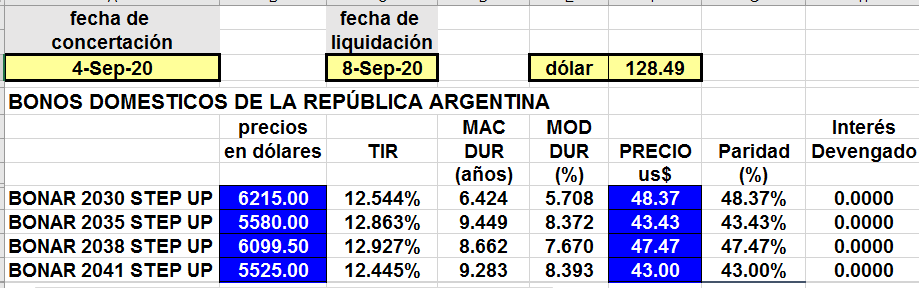 fecha de fecha de
concertación liquidación
4-Sep-20 8-Sep-20 dólar 128.49
BONOS DOMESTICOS DE LA REPÚBLICA ARGENTINA
precios MAC MOD Interés
en dólares TIR DUR DUR PRECIO Paridad Devengado
(años) (%) us$ (%)
BONAR 2030 STEP UP 6215.00 12.544% 6.424 5.708 48.37 48.37% 0.0000
BONAR 2035 STEP UP 5580.00 12.863% 9.449 8.372 43.43 43.43% 0.0000
BONAR 2038 STEP UP 6099.50 12.927% 8.662 7.670 47.47 47.47% 0.0000
BONAR 2041 STEP UP 5525.00 12.445% 9.283 8.393 43.00 43.00% 0.0000